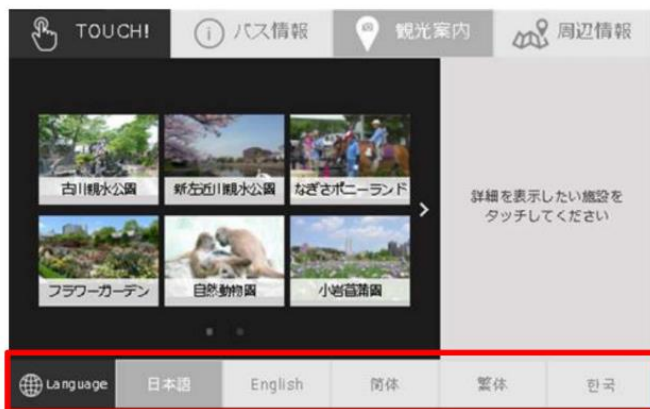 TOUCH!
バス情報
観光案内
周辺情報
古川親水公園
新左近川親水公園
なぎさポニーランド
詳細を表示したい施設を
タッチしてください
フラワーガーデン
自然動物園
小岩菖蒲園
Language
日本語
English
简体
繁体
한국